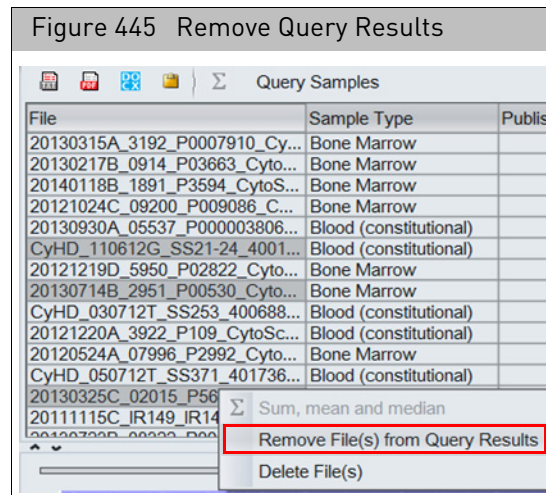 Figure 445 Remove Query Results
Σ Query Samples
File Sample Type Publis
20130315A_3192_P0007910_Cy... Bone Marrow
20130217B_0914_P03663_Cyto... Bone Marrow
20140118B_1891_P3594_CytoS... Bone Marrow
20121024C_09200_P009086_C... Bone Marrow
20130930A_05537_P000003806... Blood (constitutional)
CyHD_110612G_SS21-24_4001... Blood (constitutional)
20121219D_5950_P02822_Cyto... Bone Marrow
20130714B_2951_P00530_Cyto... Bone Marrow
CyHD_030712T_SS253_400688... Blood (constitutional)
20121220A_3922_P109_CytoSc... Blood (constitutional)
20120524A_07996_P2992_Cyto... Bone Marrow
CyHD_050712T_SS371_401736... Blood (constitutional)
20130325C_02015_P56
20111115C_IR149_IR14
Σ Sum, mean and median
Remove File(s) from Query Results
Delete File(s)